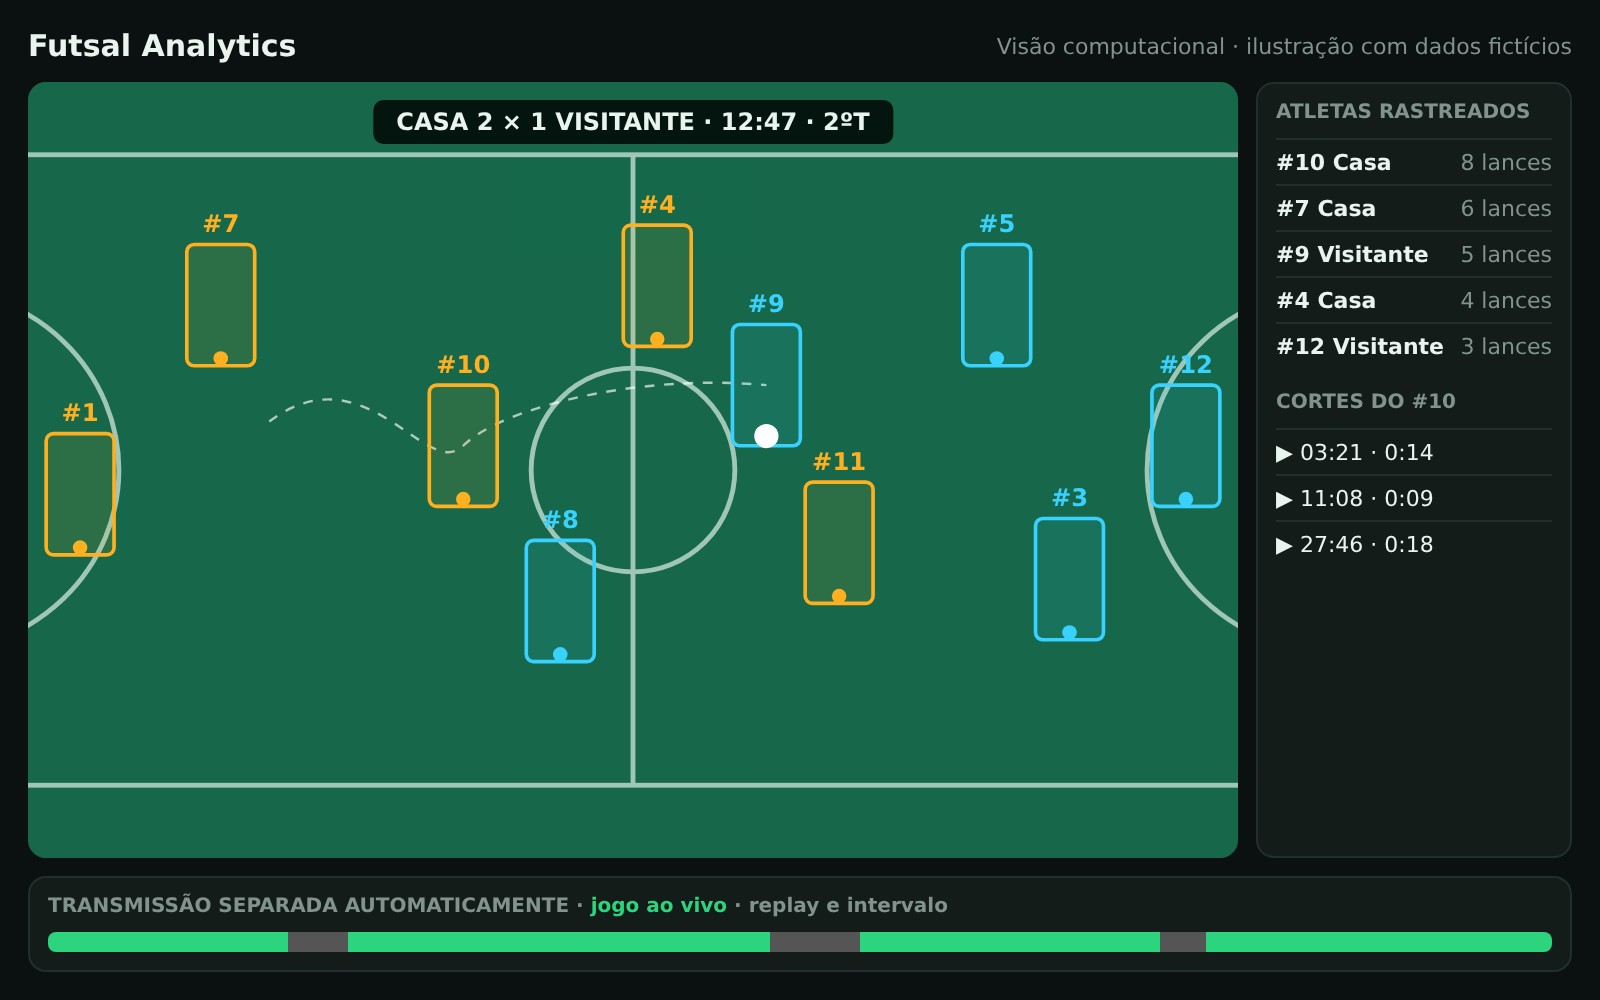 Futsal Analytics
Visão computacional · ilustração com dados fictícios
CASA 2 × 1 VISITANTE · 12:47 · 2ºT
#7
#4
#5
#9
#10
#12
#1
#11
#3
#8
ATLETAS RASTREADOS
#10 Casa 8 lances
#7 Casa 6 lances
#9 Visitante 5 lances
#4 Casa 4 lances
#12 Visitante 3 lances
CORTES DO #10
▶ 03:21 · 0:14
▶ 11:08 · 0:09
▶ 27:46 · 0:18
TRANSMISSÃO SEPARADA AUTOMATICAMENTE · jogo ao vivo · replay e intervalo